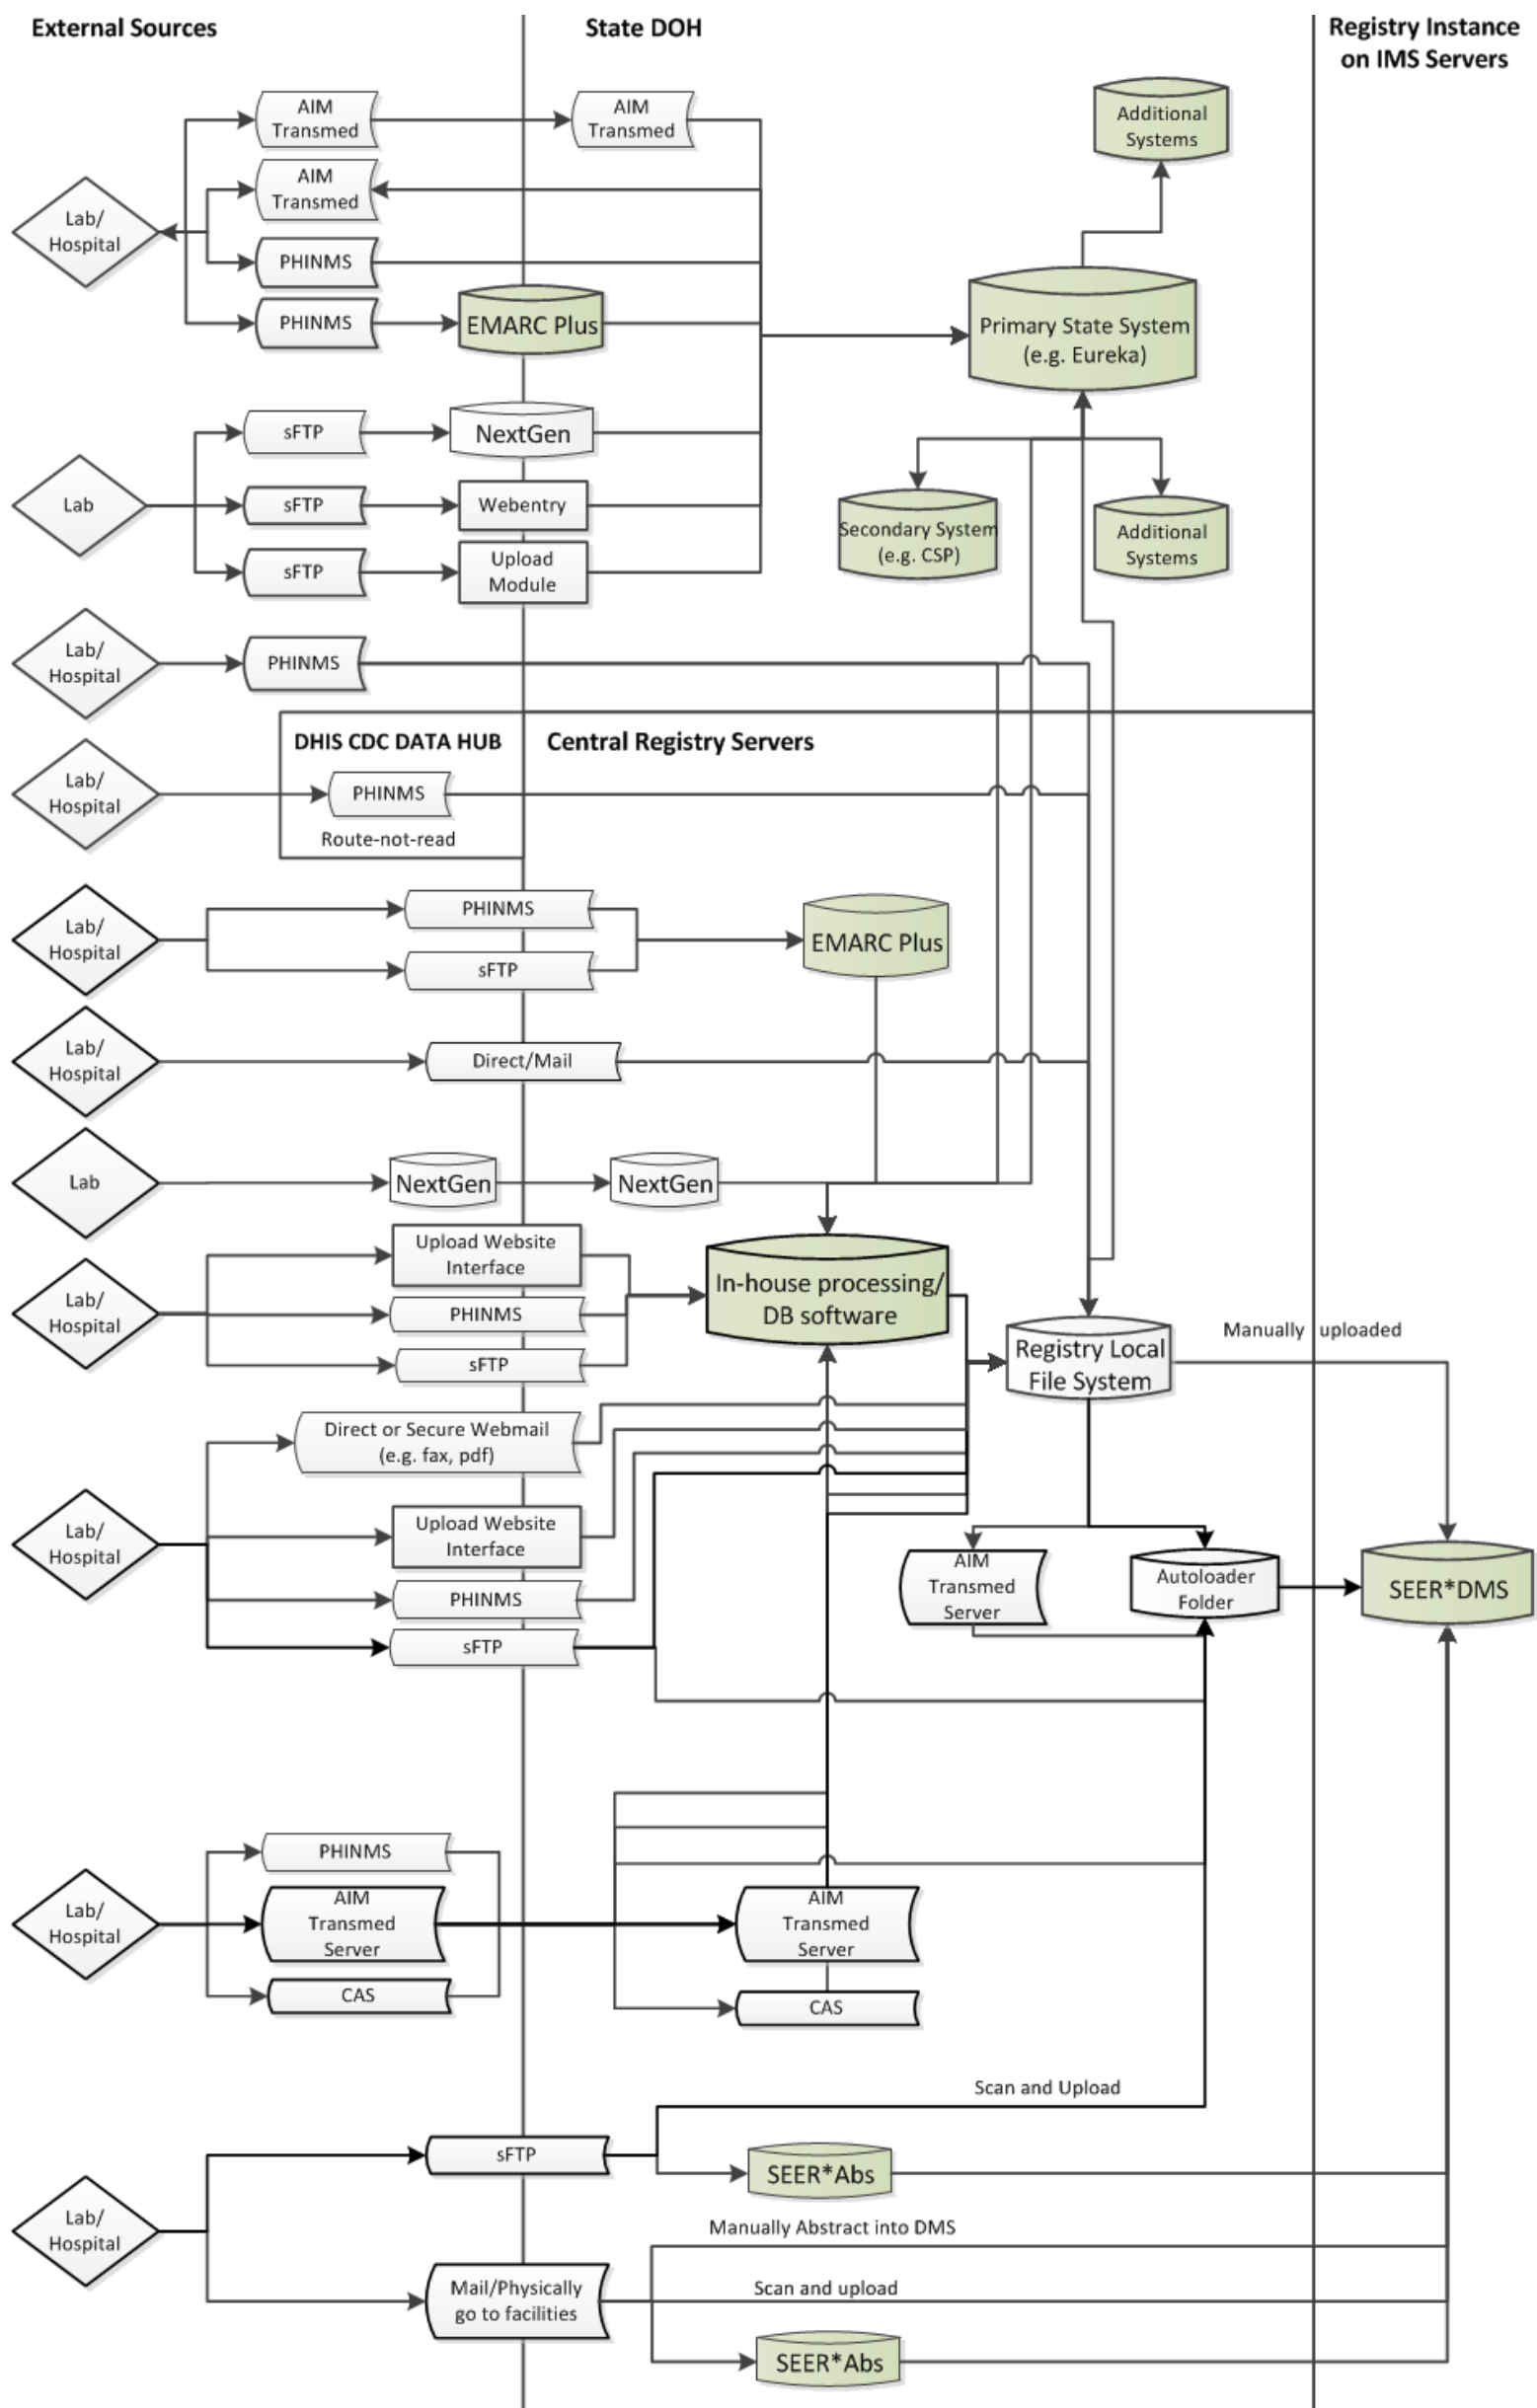 External Sources
State DOH
Registry Instance
on IMS Servers
AIM
Transmed
AIM
Transmed
Additional
Systems
AIM
Transmed
Lab/
Hospital
PHINMS
PHINMS
EMARC Plus
Primary State System
(e.g. Eureka)
sFTP
NextGen
Lab
sFTP
Webentry
Secondary System
(e.g. CSP)
Additional
Systems
sFTP
Upload
Module
Lab/
Hospital
PHINMS
DHIS CDC DATA HUB
Central Registry Servers
Lab/
Hospital
PHINMS
Route-not-read
Lab/
Hospital
PHINMS
sFTP
EMARC Plus
Lab/
Hospital
Direct/Mail
Lab
NextGen
NextGen
Upload Website
Interface
Lab/
Hospital
PHINMS
sFTP
In-house processing/
DB software
Manually uploaded
Registry Local
File System
Direct or Secure Webmail
(e.g. fax, pdf)
Lab/
Hospital
Upload Website
Interface
PHINMS
sFTP
AIM
Transmed
Server
Autoloader
Folder
SEER*DMS
PHINMS
Lab/
Hospital
AIM
Transmed
Server
AIM
Transmed
Server
CAS
CAS
Scan and Upload
sFTP
SEER*Abs
Lab/
Hospital
Manually Abstract into DMS
Mail/Physically
go to facilities
Scan and upload
SEER*Abs